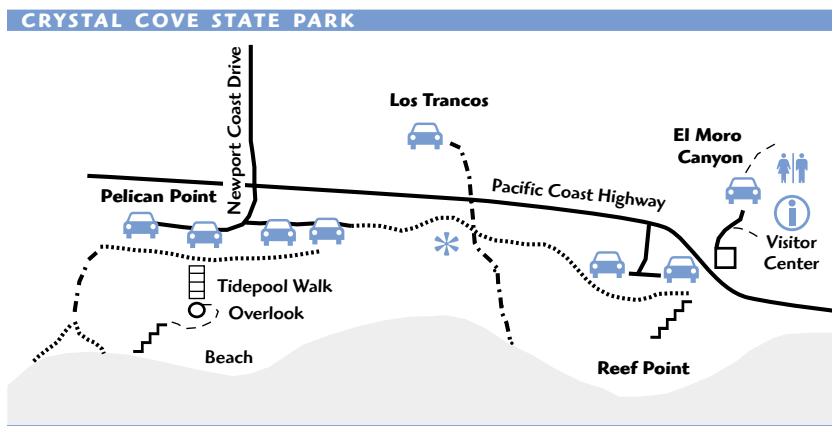 CRYSTAL COVE STATE PARK
Newport Coast Drive
Los Trancos
El Moro
Canyon
Pelican Point
Pacific Coast Highway
Visitor
Center
Tidepool Walk
Overlook
Beach
Reef Point